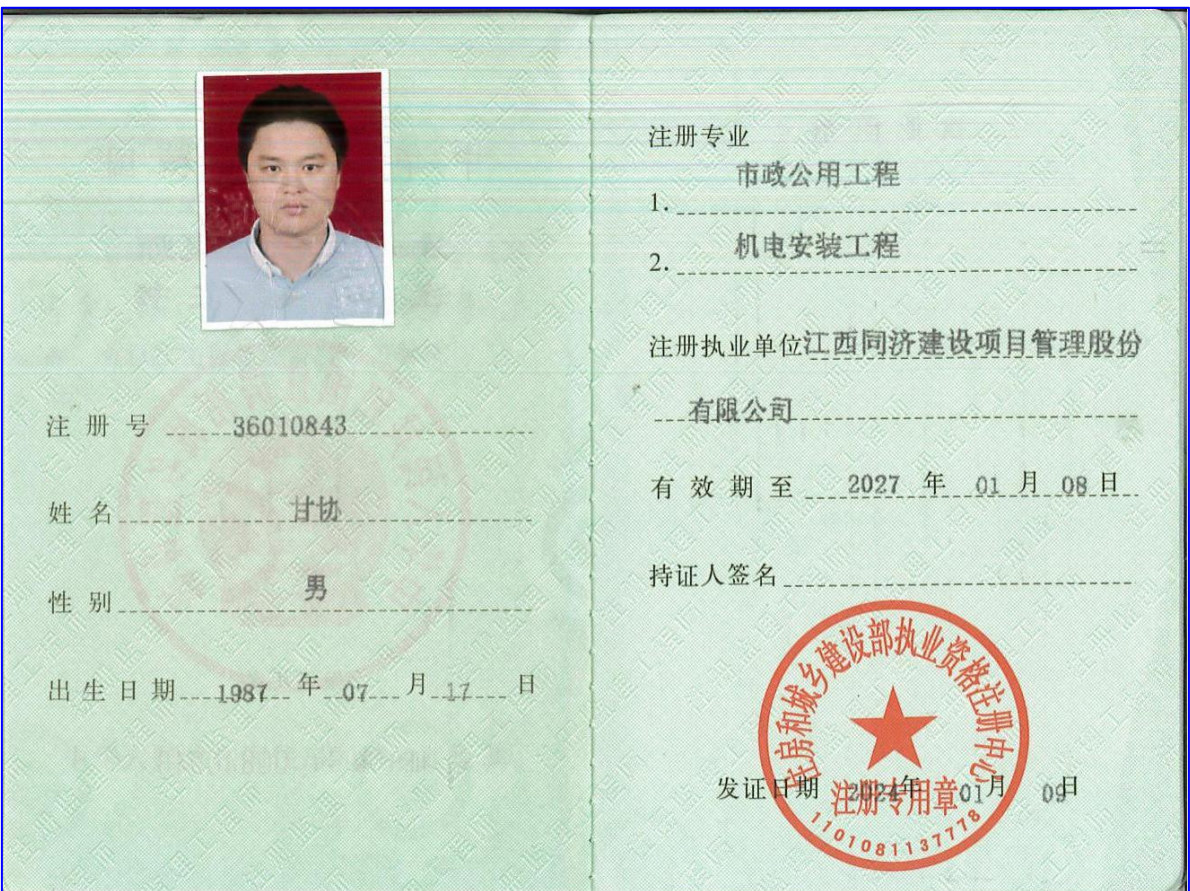 注册号 36010843
姓名 甘协
性别 男
出生日期 1987 年 07 月 17 日
注册专业
1. 市政公用工程
2. 机电安装工程
注册执业单位 江西同济建设项目管理股份
有限公司
有效期至 2027 年 01 月 08 日
持证人签名
住房和城乡建设部执业资格注册中心
注册专用章
1101081137778
发证日期 2024 年 01 月 09 日